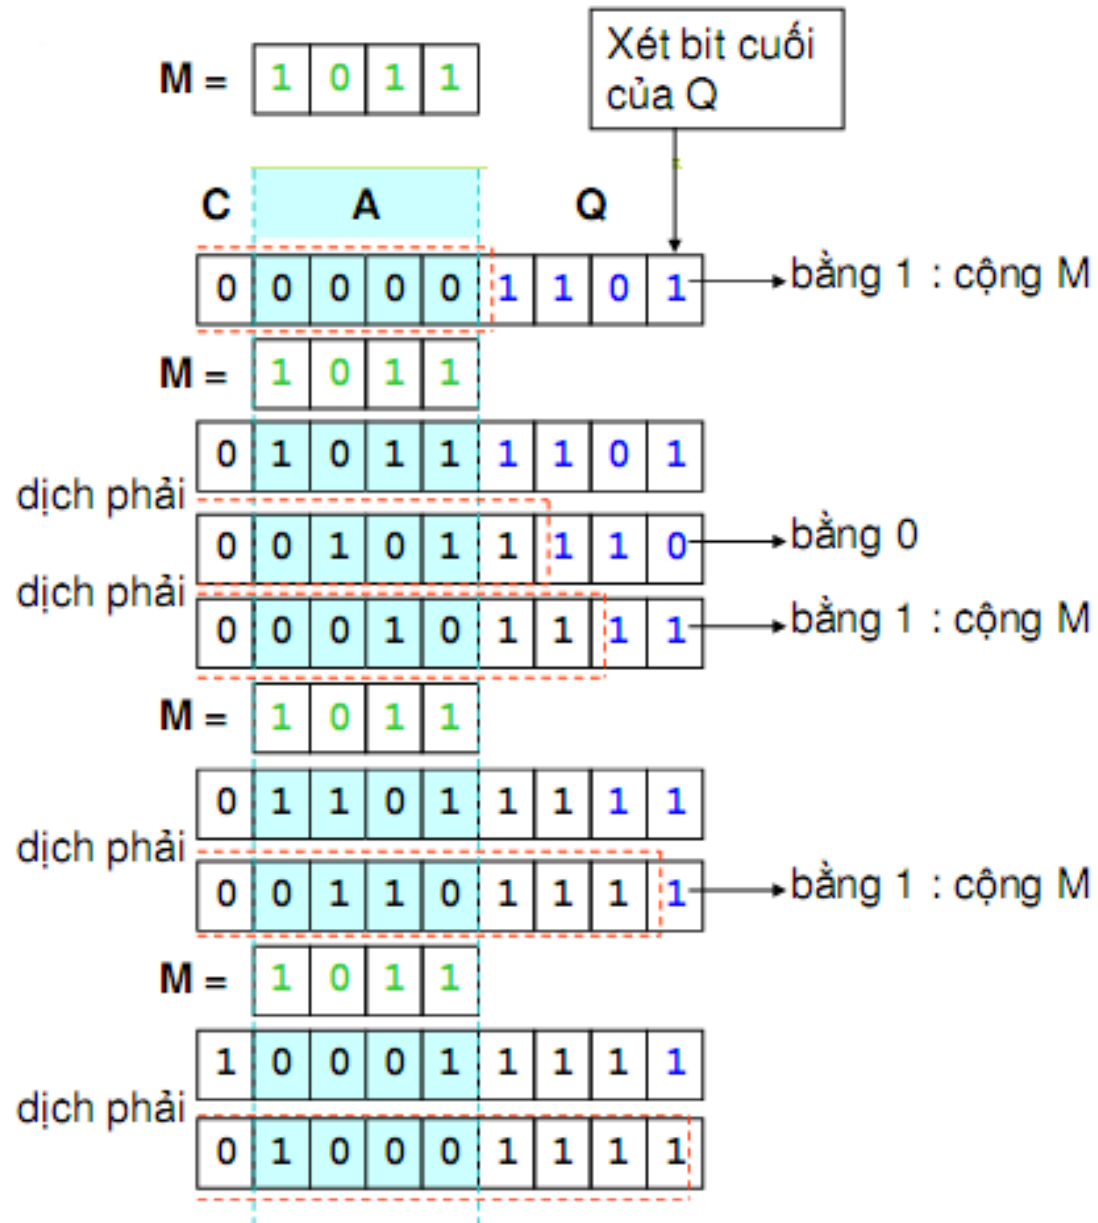 Xét bit cuối
của Q
M = 1 0 1 1
C A Q
0 0 0 0 0 1 1 0 1 bằng 1 : cộng M
M = 1 0 1 1
0 1 0 1 1 1 1 0 1
dịch phải
0 0 1 0 1 1 1 1 0 bằng 0
dịch phải
0 0 0 1 0 1 1 1 1 bằng 1 : cộng M
M = 1 0 1 1
0 1 1 0 1 1 1 1 1
dịch phải
0 0 1 1 0 1 1 1 1 bằng 1 : cộng M
M = 1 0 1 1
1 0 0 0 1 1 1 1 1
dịch phải
0 1 0 0 0 1 1 1 1